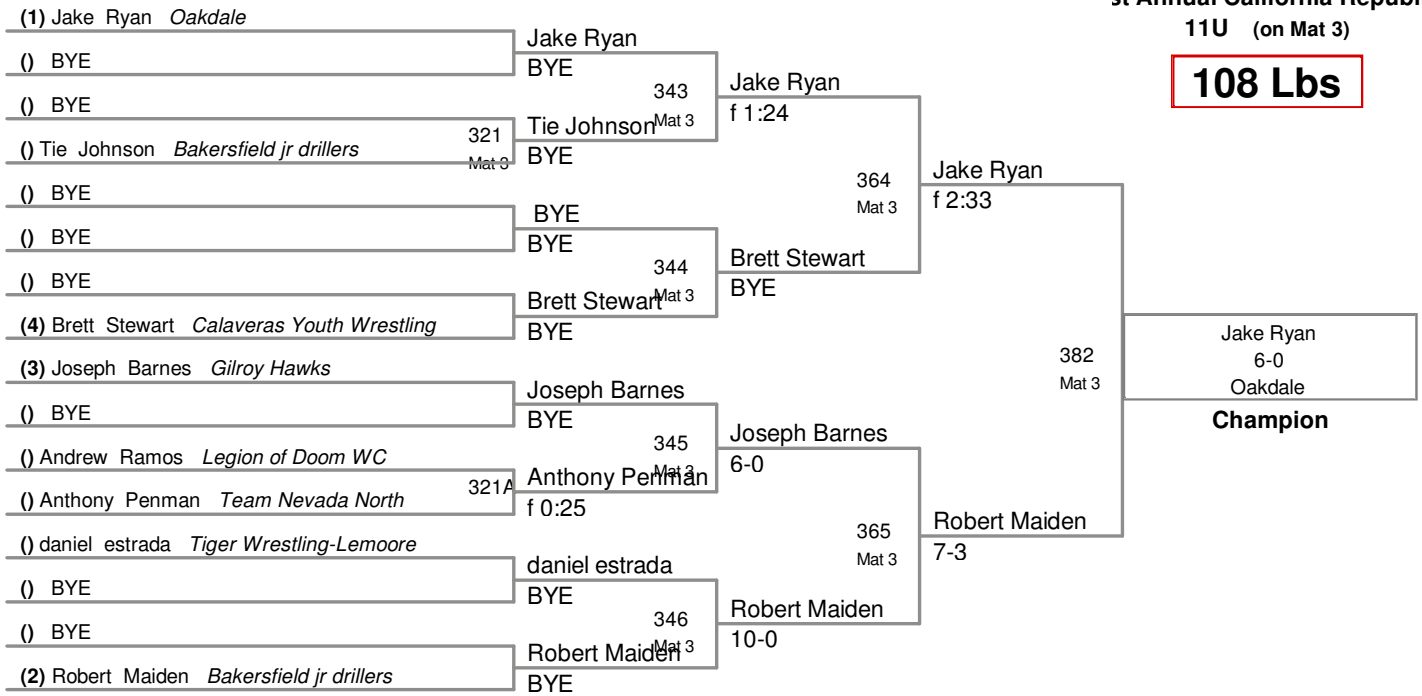 (1) Jake Ryan Oakdale
() BYE
() BYE
() Tie Johnson Bakersfield jr drillers
() BYE
() BYE
() BYE
(4) Brett Stewart Calaveras Youth Wrestling
(3) Joseph Barnes Gilroy Hawks
() BYE
() Andrew Ramos Legion of Doom WC
() Anthony Penman Team Nevada North
() daniel estrada Tiger Wrestling-Lemoore
() BYE
() BYE
(2) Robert Maiden Bakersfield jr drillers
321
Mat 3
321A
Jake Ryan
BYE
Tie Johnson
BYE
BYE
BYE
Brett Stewart
BYE
Joseph Barnes
BYE
Anthony Penman
f 0:25
daniel estrada
BYE
Robert Maiden
BYE
343
Mat 3
344
Mat 3
345
Mat 3
346
Mat 3
Jake Ryan
f 1:24
Brett Stewart
BYE
Joseph Barnes
6-0
Robert Maiden
10-0
364
Mat 3
365
Mat 3
Jake Ryan
f 2:33
Robert Maiden
7-3
382
Mat 3
Annual California
11U (on Mat 3)
108 Lbs
Jake Ryan
6-0
Oakdale
Champion